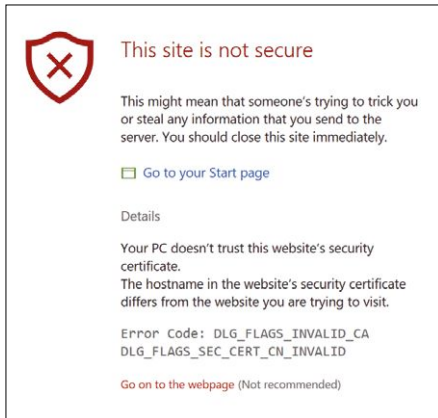 This site is not secure
This might mean that someone's trying to trick you
or steal any information that you send to the
server. You should close this site immediately.
Go to your Start page
Details
Your PC doesn't trust this website's security
certificate.
The hostname in the website's security certificate
differs from the website you are trying to visit.
Error Code: DLG_FLAGS_INVALID_CA
DLG_FLAGS_SEC_CERT_CN_INVALID
Go on to the webpage (Not recommended)